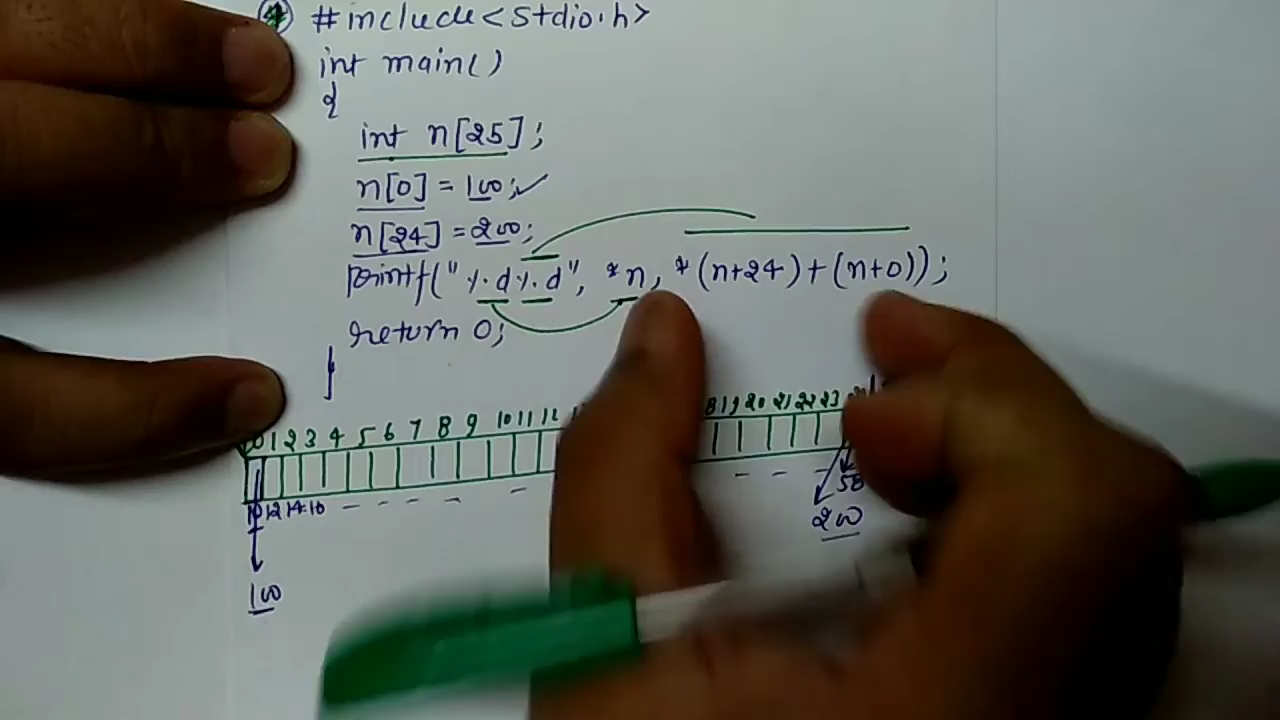 4 #include<stdio.h>
int main()
{
int n[25];
n[0] = 100;✓
n[24] = 200;
printf("%d%d", *n, *(n+24)+(n+0));
return 0;
}
0 1 2 3 4 5 6 7 8 9 10 11 12 19 20 21 22 23
10 12 14 16 - - - - - - - - 58
200
100